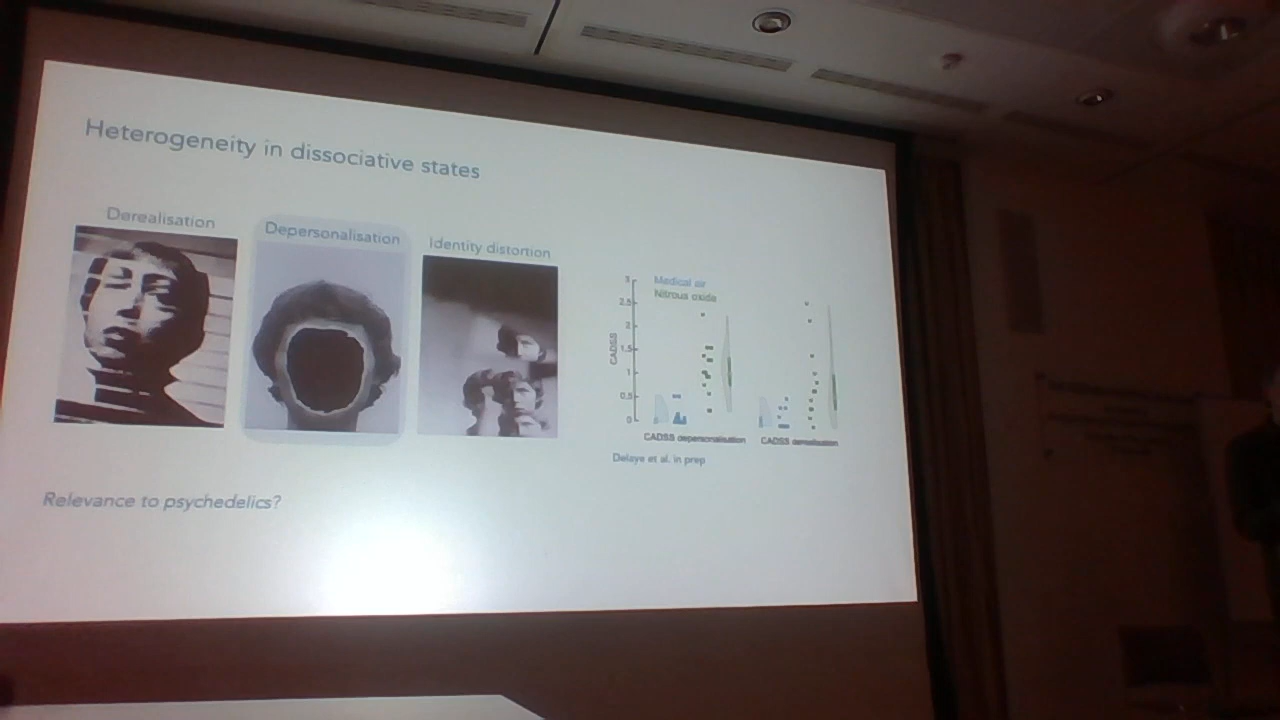 Heterogeneity in dissociative states
Derealisation
Depersonalisation
Identity distortion
Medical air
Nitrous oxide
3
2.5
2
1.5
1
0.5
0
CADSS
CADSS depersonalisation
CADSS derealisation
Delaye et al. in prep
Relevance to psychedelics?